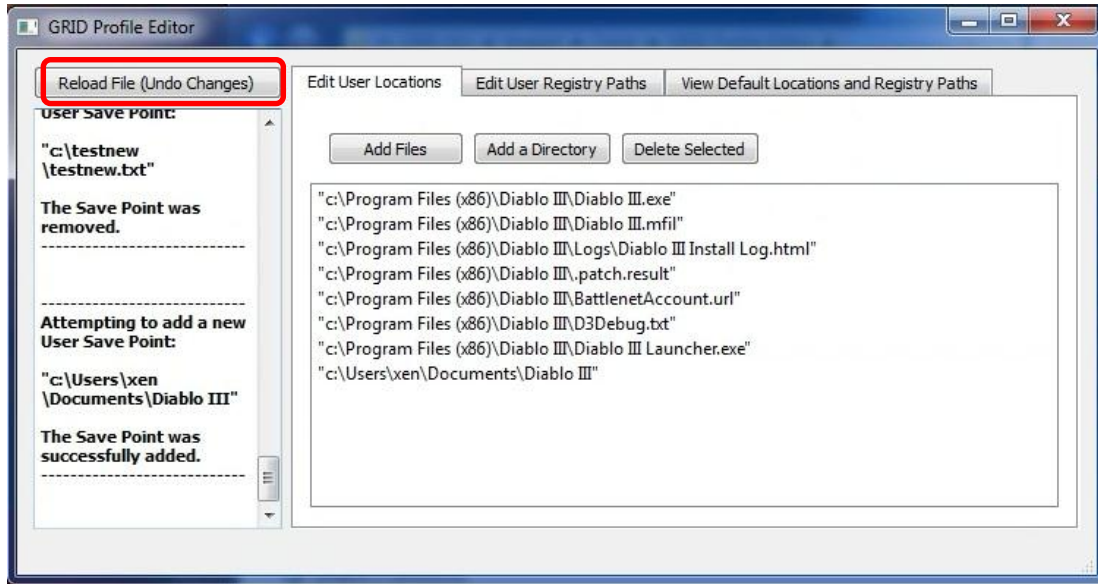 GRID Profile Editor
Reload File (Undo Changes)
Edit User Locations
Edit User Registry Paths
View Default Locations and Registry Paths
User Save Point:
"c:\testnew
\testnew.txt"
The Save Point was
removed.
---------------------------
---------------------------
Attempting to add a new
User Save Point:
"c:\Users\xen
\Documents\Diablo III"
The Save Point was
successfully added.
---------------------------
Add Files
Add a Directory
Delete Selected
"c:\Program Files (x86)\Diablo III\Diablo III.exe"
"c:\Program Files (x86)\Diablo III\Diablo III.mfil"
"c:\Program Files (x86)\Diablo III\Logs\Diablo III Install Log.html"
"c:\Program Files (x86)\Diablo III\.patch.result"
"c:\Program Files (x86)\Diablo III\BattlenetAccount.url"
"c:\Program Files (x86)\Diablo III\D3Debug.txt"
"c:\Program Files (x86)\Diablo III\Diablo III Launcher.exe"
"c:\Users\xen\Documents\Diablo III"